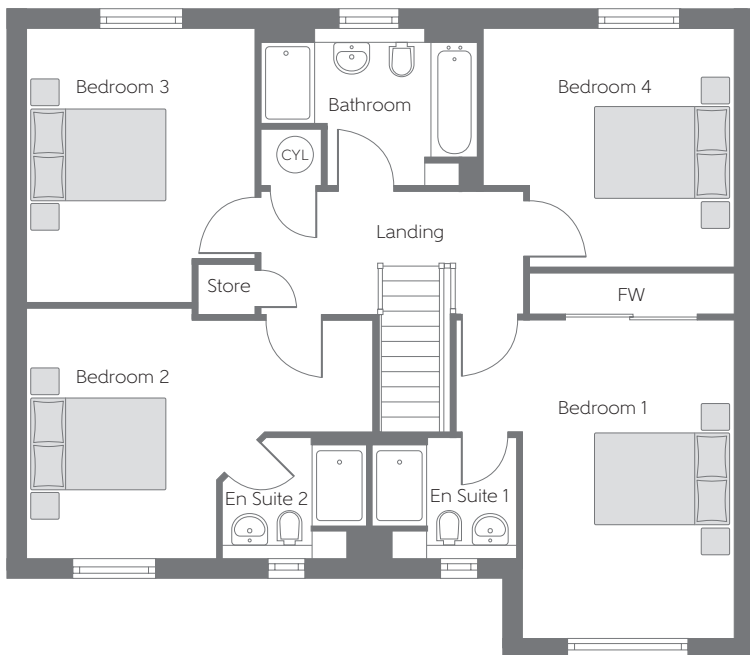 Bedroom 3
Bathroom
Bedroom 4
CYL
Landing
Store
FW
Bedroom 2
Bedroom 1
En Suite 2
En Suite 1